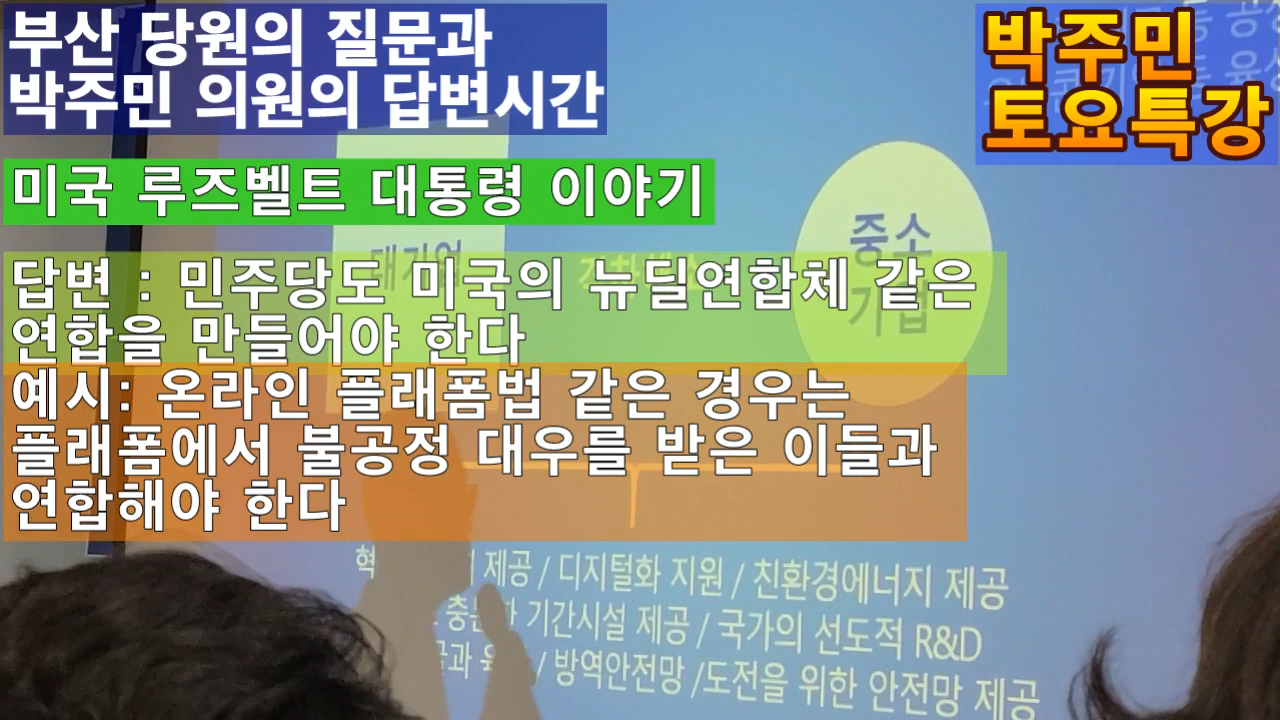 부산 당원의 질문과
박주민 의원의 답변시간
박주민
토요특강
미국 루즈벨트 대통령 이야기
대기업
중소
기업
답변 : 민주당도 미국의 뉴딜연합체 같은
연합을 만들어야 한다
예시: 온라인 플래폼법 같은 경우는
플래폼에서 불공정 대우를 받은 이들과
연합해야 한다
제공 / 디지털화 지원 / 친환경에너지 제공
기간시설 제공 / 국가의 선도적 R&D
/ 방역안전망 /도전을 위한 안전망 제공